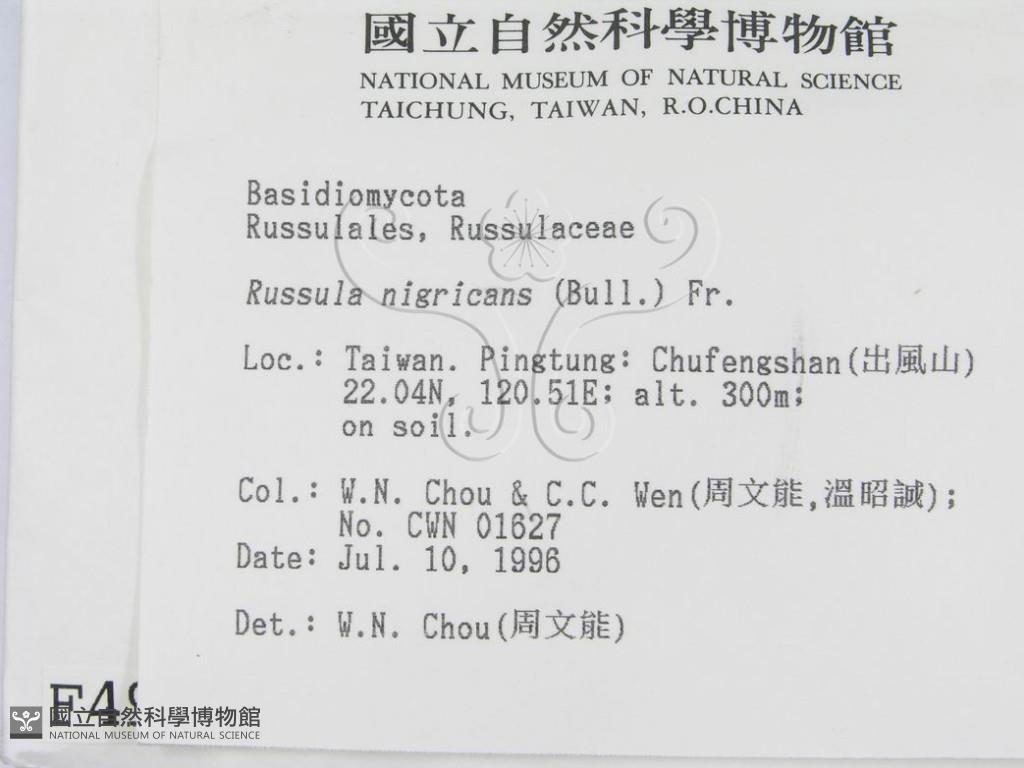 國立自然科學博物館
NATIONAL MUSEUM OF NATURAL SCIENCE
TAICHUNG, TAIWAN, R.O.CHINA
Basidiomycota
Russulales, Russulaceae
Russula nigricans (Bull.) Fr.
Loc.: Taiwan. Pingtung: Chufengshan(出風山)
22.04N, 120.51E; alt. 300m;
on soil.
Col.: W.N. Chou & C.C. Wen(周文能,溫昭誠);
No. CWN 01627
Date: Jul. 10, 1996
Det.: W.N. Chou(周文能)
國立自然科學博物館
NATIONAL MUSEUM OF NATURAL SCIENCE